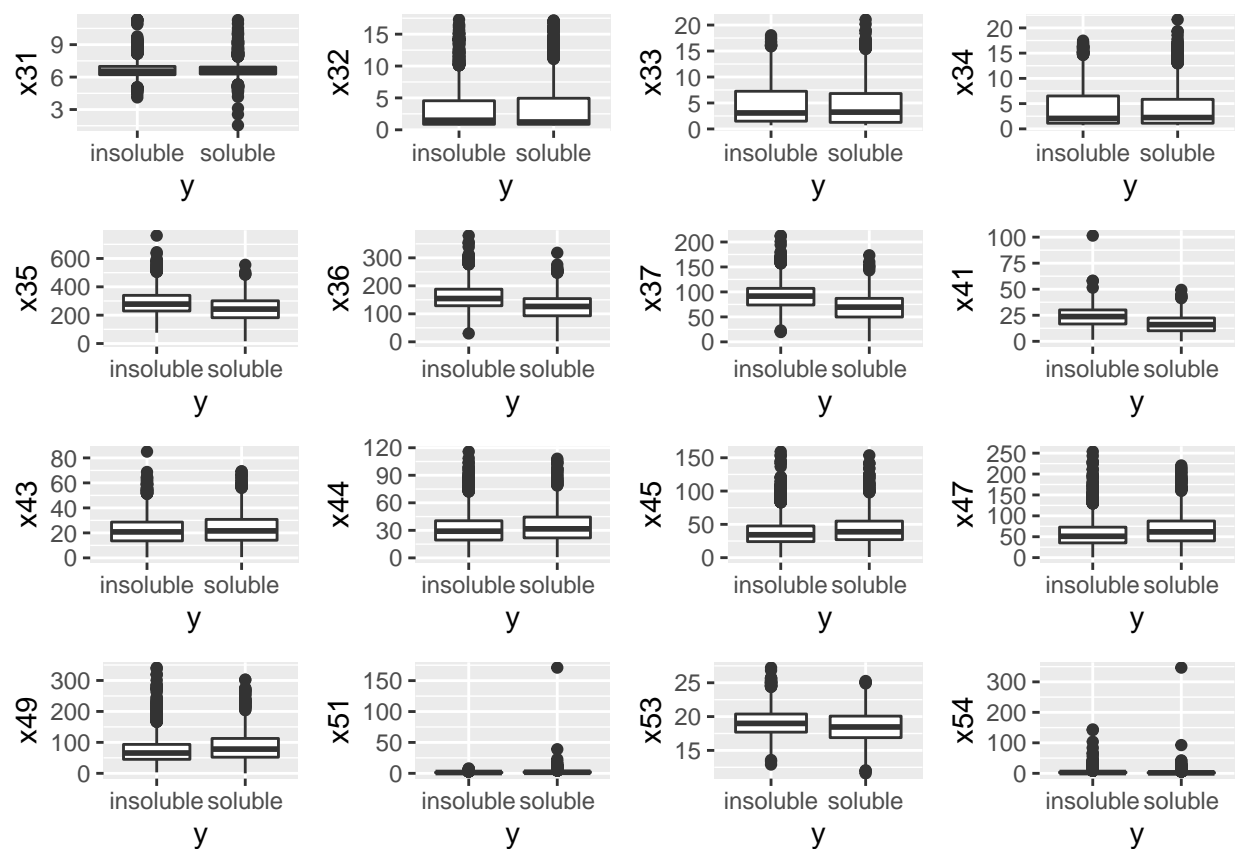 x31
9
6
3
insoluble soluble
y
x32
15
10
5
0
insoluble soluble
y
x33
20
15
10
5
0
insoluble soluble
y
x34
20
15
10
5
0
insoluble soluble
y
x35
600
400
200
0
insoluble soluble
y
x36
300
200
100
0
insoluble soluble
y
x37
200
150
100
50
0
insoluble soluble
y
x41
100
75
50
25
0
insoluble soluble
y
x43
80
60
40
20
0
insoluble soluble
y
x44
120
90
60
30
0
insoluble soluble
y
x45
150
100
50
0
insoluble soluble
y
x47
250
200
150
100
50
0
insoluble soluble
y
x49
300
200
100
0
insoluble soluble
y
x51
150
100
50
0
insoluble soluble
y
x53
25
20
15
insoluble soluble
y
x54
300
200
100
0
insoluble soluble
y